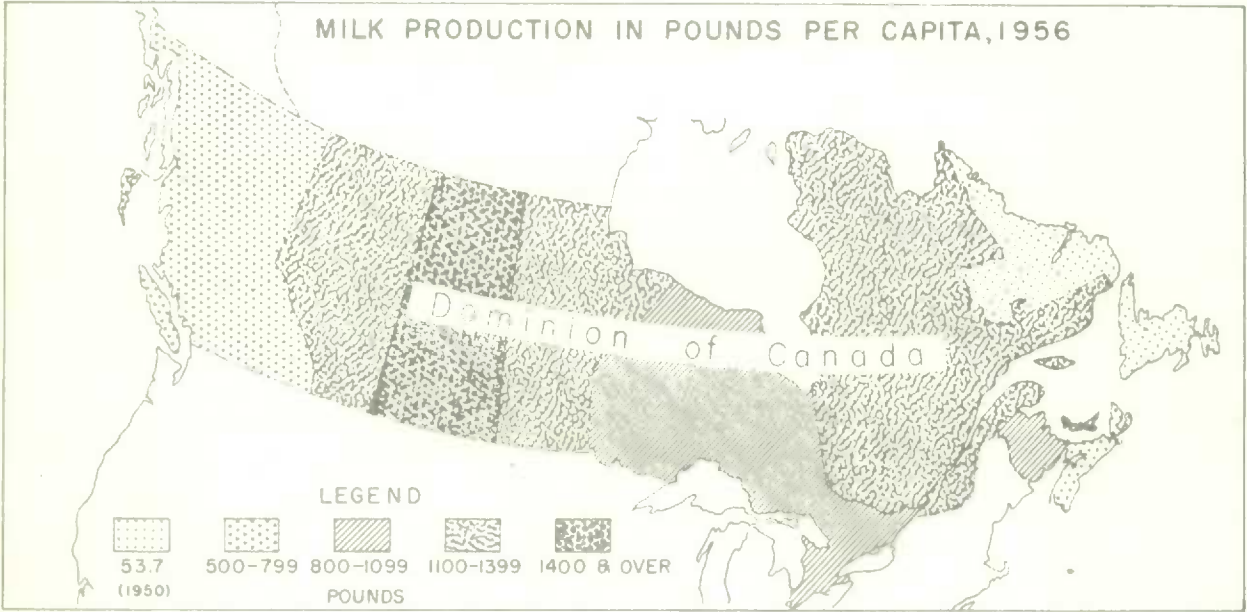 MILK PRODUCTION IN POUNDS PER CAPITA, 1956
Dominion of Canada
LEGEND
53.7 500-799 800-1099 1100-1399 1400 & OVER
(1950) POUNDS